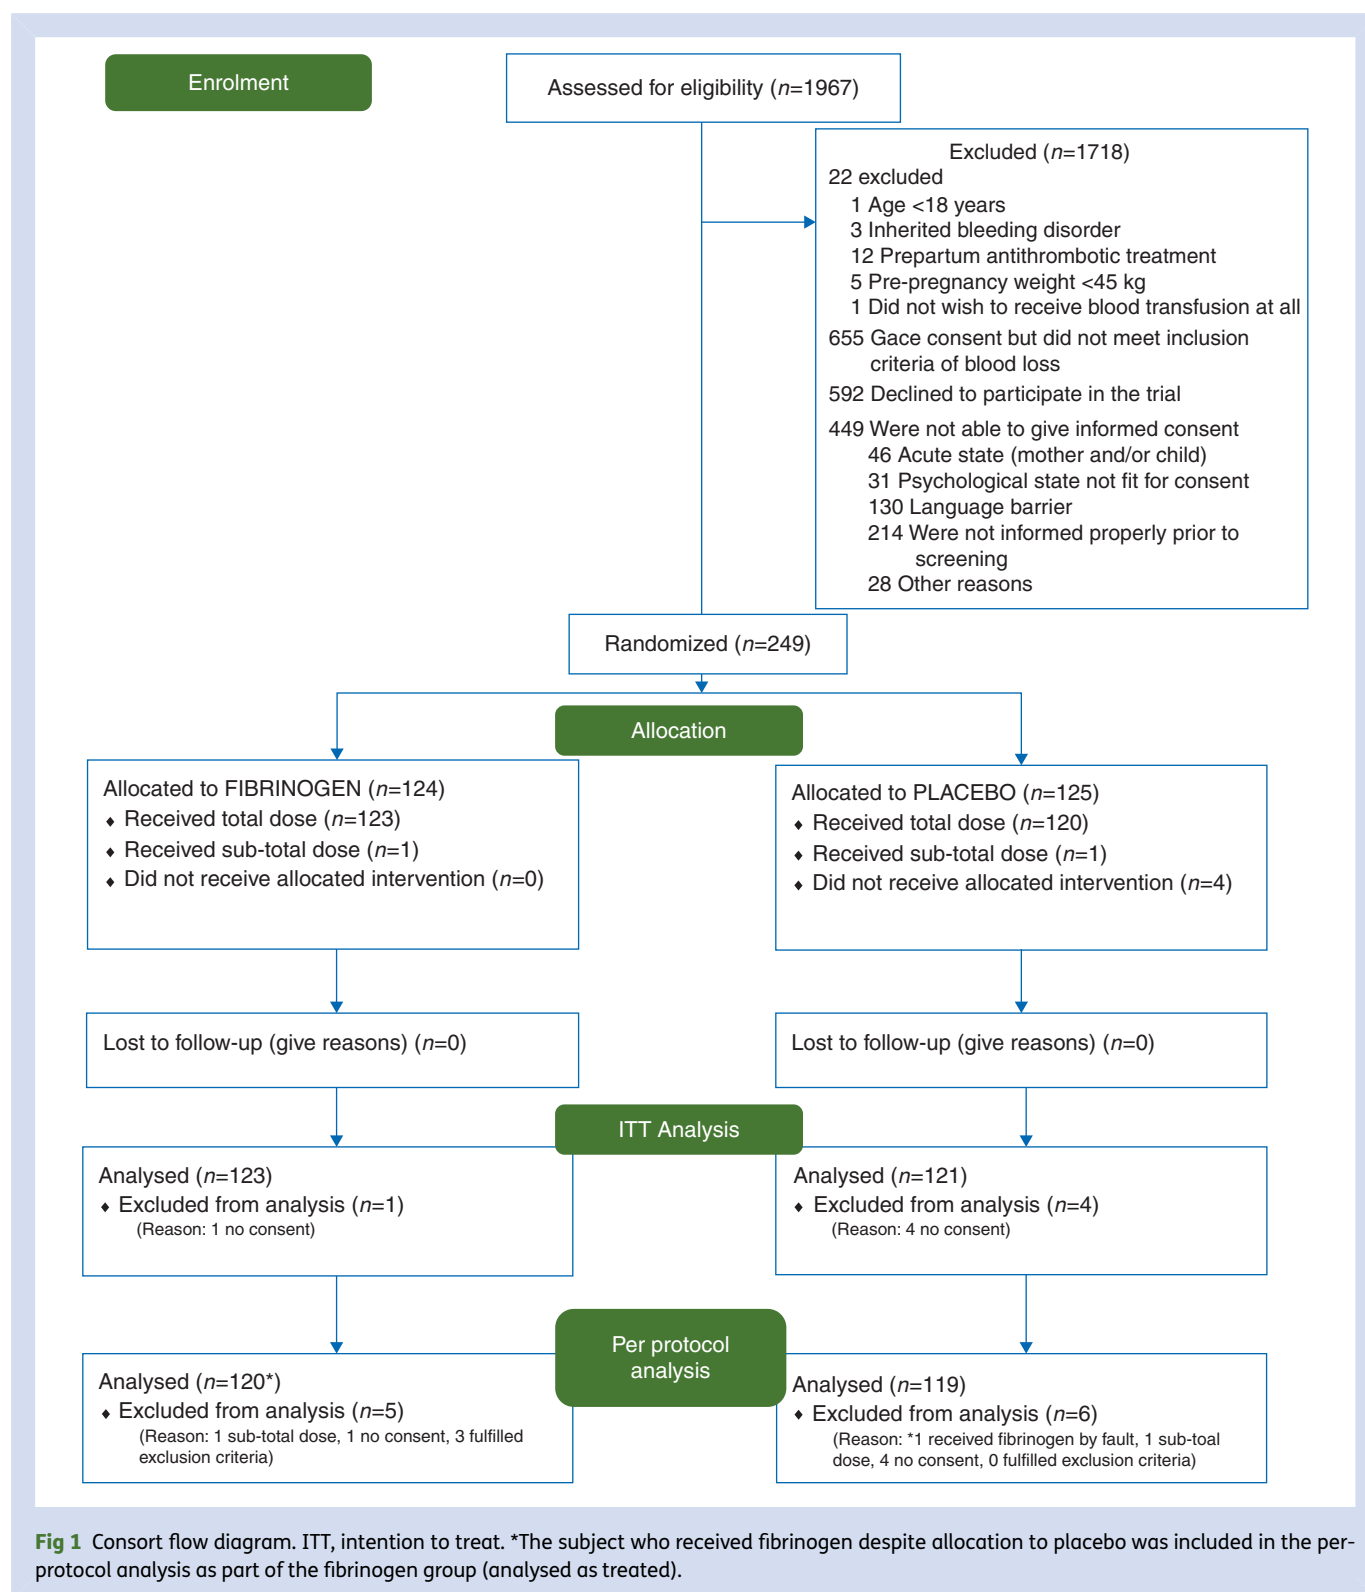 Enrolment
Assessed for eligibility (n=1967)
Excluded (n=1718)
22 excluded
1 Age <18 years
3 Inherited bleeding disorder
12 Prepartum antithrombotic treatment
5 Pre-pregnancy weight <45 kg
1 Did not wish to receive blood transfusion at all
655 Gace consent but did not meet inclusion
criteria of blood loss
592 Declined to participate in the trial
449 Were not able to give informed consent
46 Acute state (mother and/or child)
31 Psychological state not fit for consent
130 Language barrier
214 Were not informed properly prior to
screening
28 Other reasons
Randomized (n=249)
Allocation
Allocated to FIBRINOGEN (n=124)
♦ Received total dose (n=123)
♦ Received sub-total dose (n=1)
♦ Did not receive allocated intervention (n=0)
Allocated to PLACEBO (n=125)
♦ Received total dose (n=120)
♦ Received sub-total dose (n=1)
♦ Did not receive allocated intervention (n=4)
Lost to follow-up (give reasons) (n=0)
Lost to follow-up (give reasons) (n=0)
ITT Analysis
Analysed (n=123)
♦ Excluded from analysis (n=1)
(Reason: 1 no consent)
Analysed (n=121)
♦ Excluded from analysis (n=4)
(Reason: 4 no consent)
Per protocol
analysis
Analysed (n=120*)
♦ Excluded from analysis (n=5)
(Reason: 1 sub-total dose, 1 no consent, 3 fulfilled
exclusion criteria)
Analysed (n=119)
♦ Excluded from analysis (n=6)
(Reason: *1 received fibrinogen by fault, 1 sub-toal
dose, 4 no consent, 0 fulfilled exclusion criteria)
Fig 1 Consort flow diagram. ITT, intention to treat. *The subject who received fibrinogen despite allocation to placebo was included in the per-
protocol analysis as part of the fibrinogen group (analysed as treated).